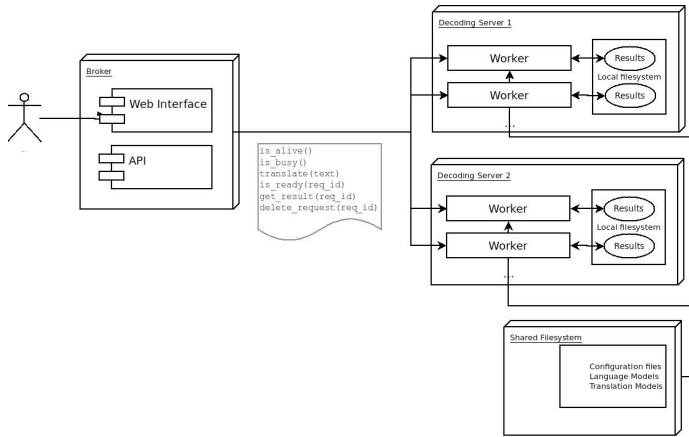 Broker
Web Interface
API
...
is_alive()
is_busy()
translate(text)
is_ready(req_id)
get_result(req_id)
delete_request(req_id)
Decoding Server 1
Worker
Results
Local filesystem
Worker
Results
...
Decoding Server 2
Worker
Results
Local filesystem
Worker
Results
...
Shared Filesystem
Configuration files
Language Models
Translation Models